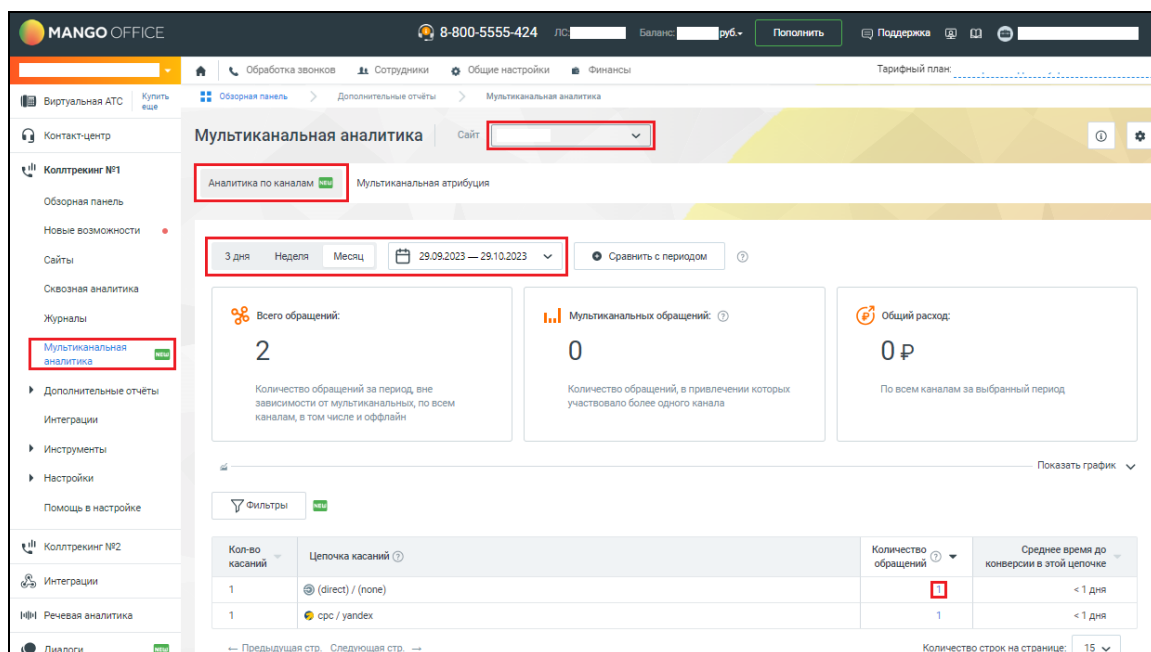 MANGO OFFICE
8-800-5555-424
ЛС:
Баланс:
руб.
Пополнить
Поддержка
Обработка звонков
Сотрудники
Общие настройки
Финансы
Тарифный план:
Виртуальная АТС
Купить
еще
Контакт-центр
Коллтрекинг №1
Обзорная панель
Новые возможности
Сайты
Сквозная аналитика
Журналы
Мультиканальная
аналитика
NEW
Дополнительные отчёты
Интеграции
Инструменты
Настройки
Помощь в настройке
Коллтрекинг №2
Интеграции
Речевая аналитика
Диалоги
NEW
Обзорная панель
Дополнительные отчёты
Мультиканальная аналитика
Мультиканальная аналитика
Сайт
Аналитика по каналам NEW
Мультиканальная атрибуция
3 дня Неделя Месяц
29.09.2023 — 29.10.2023
Сравнить с периодом
Всего обращений:
2
Количество обращений за период, вне
зависимости от мультиканальных, по всем
каналам, в том числе и оффлайн
Мультиканальных обращений:
0
Количество обращений, в привлечении которых
участвовало более одного канала
Общий расход:
0 ₽
По всем каналам за выбранный период
Показать график
Фильтры
NEW
Кол-во
касаний
Цепочка касаний
Количество
обращений
Среднее время до
конверсии в этой цепочке
1 (direct) / (none) 1 < 1 дня
1 cpc / yandex 1 < 1 дня
← Предыдущая стр. Следующая стр. →
Количество строк на странице: 15